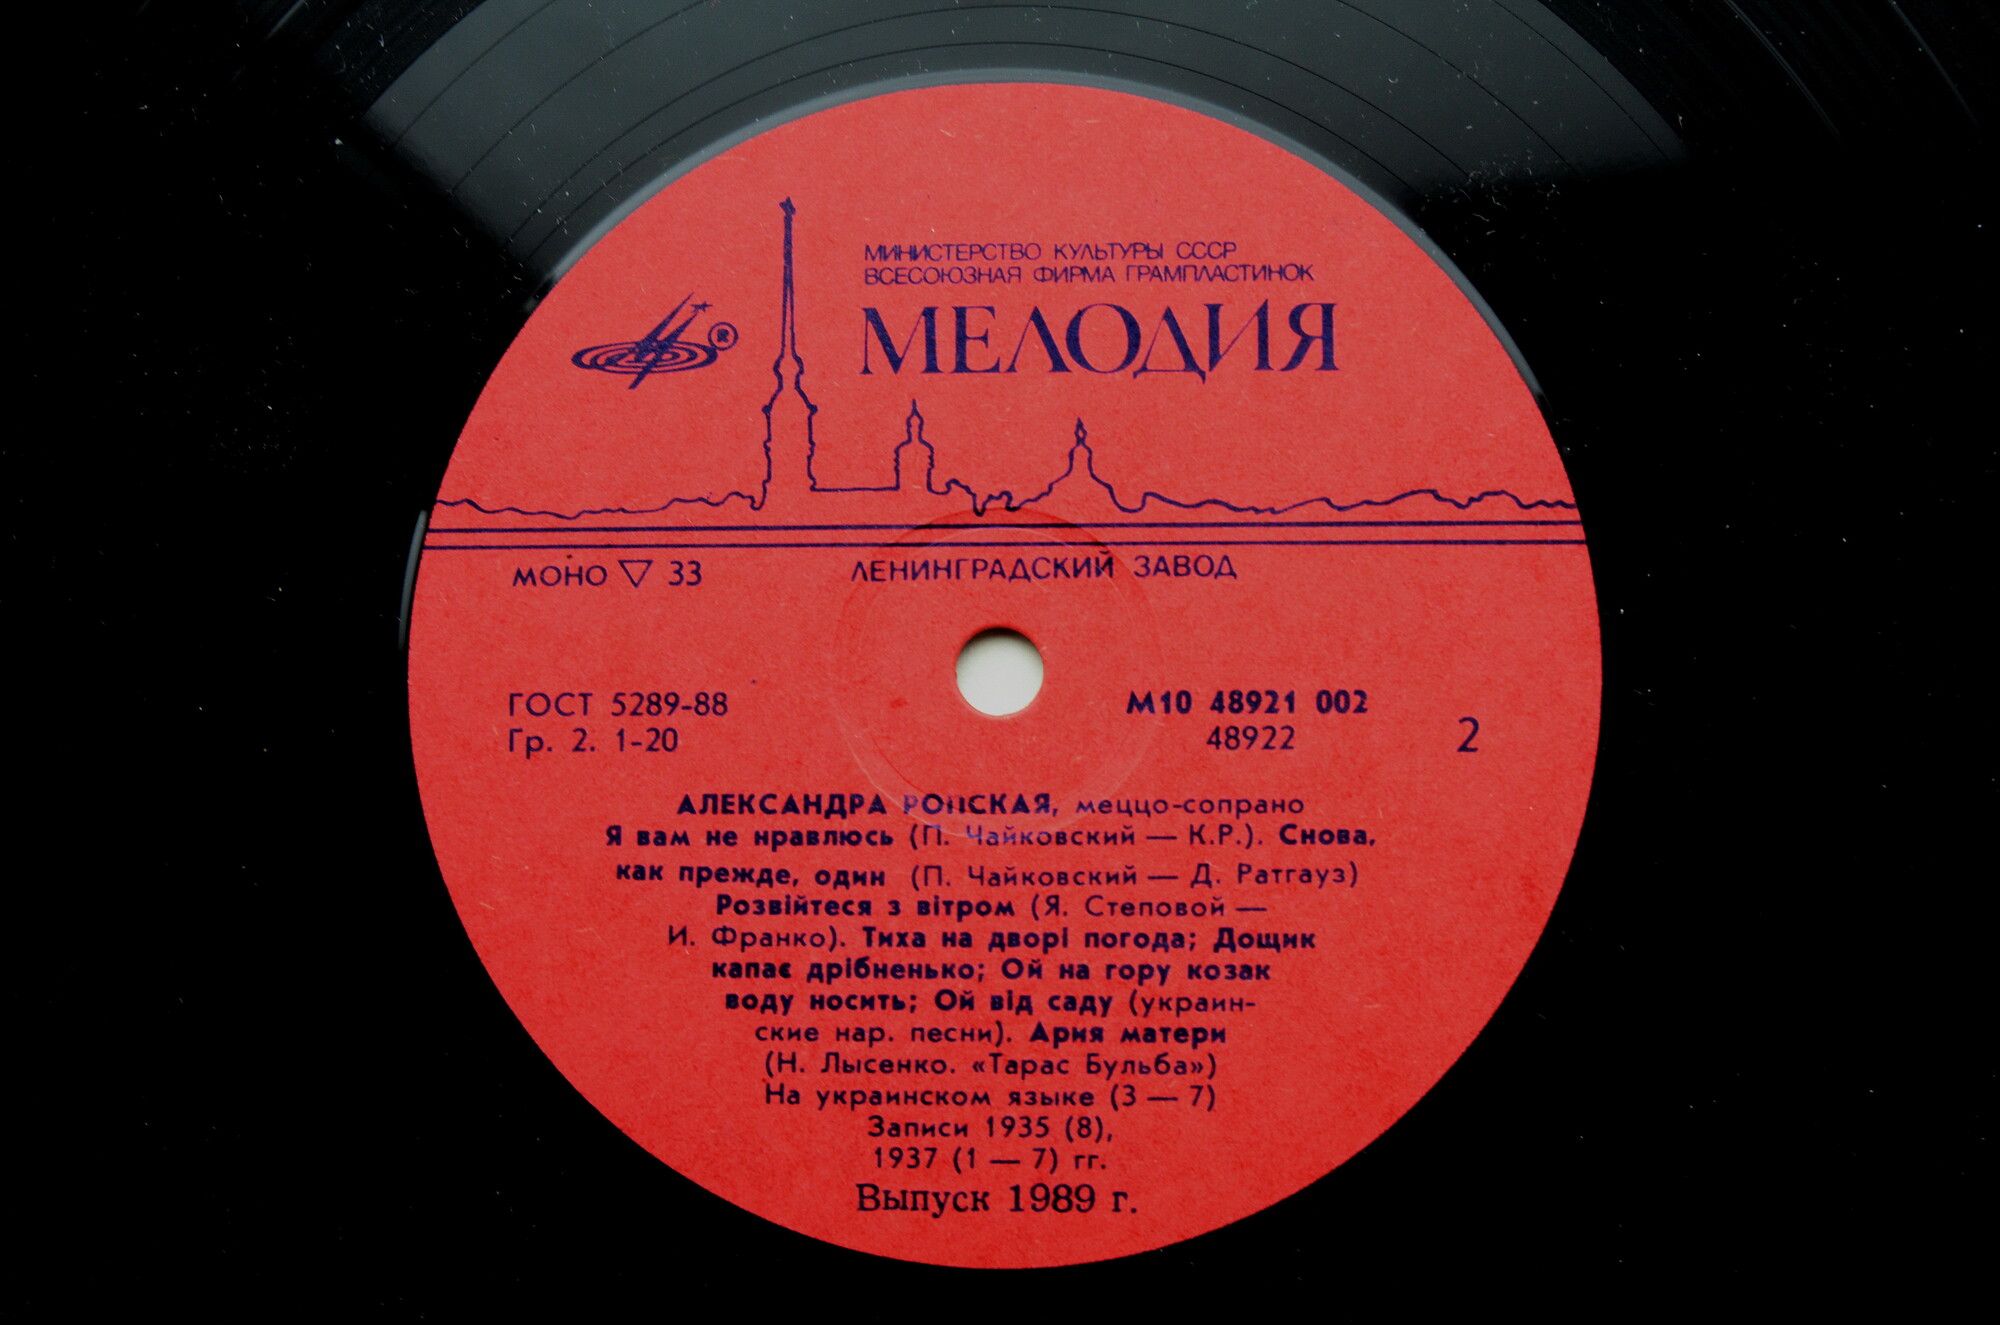 МИНИСТЕРСТВО КУЛЬТУРЫ СССР
ВСЕСОЮЗНАЯ ФИРМА ГРАМПЛАСТИНОК
МЕЛОДИЯ
®
МОНО ▽ 33
ЛЕНИНГРАДСКИЙ ЗАВОД
ГОСТ 5289-88
Гр. 2. 1-20
М10 48921 002
48922
2
АЛЕКСАНДРА РОПСКАЯ, меццо-сопрано
Я вам не нравлюсь (П. Чайковский — К.Р.). Снова,
как прежде, один (П. Чайковский — Д. Ратгауз)
Розвійтеся з вітром (Я. Степовой —
И. Франко). Тиха на дворі погода; Дощик
капає дрібненько; Ой на гору козак
воду носить; Ой від саду (украин-
ские нар. песни). Ария матери
(Н. Лысенко. «Тарас Бульба»)
На украинском языке (3 — 7)
Записи 1935 (8),
1937 (1 — 7) гг.
Выпуск 1989 г.